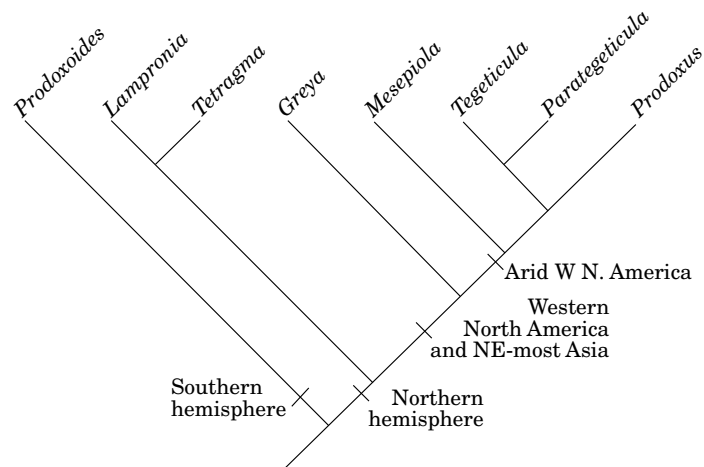 Prodoxoides
Lampronia
Tetragma
Greya
Mesepiola
Tegeticula
Parategeticula
Prodoxus
Arid W N. America
Western
North America
and NE-most Asia
Southern
hemisphere
Northern
hemisphere